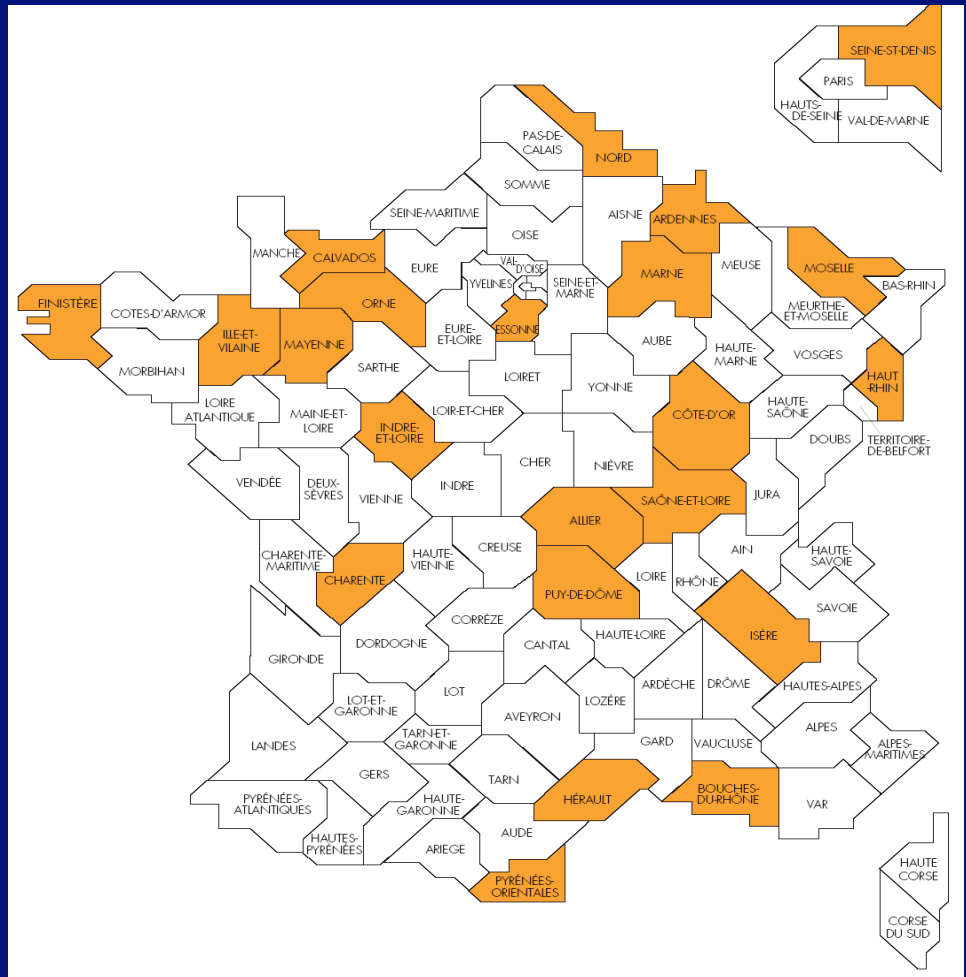 SEINE-ST-DENIS
PARIS
HAUTS-
DE-SEINE
VAL-DE-MARNE
PAS-DE-
CALAIS
NORD
SOMME
SEINE-MARITIME
AISNE
ARDENNES
OISE
MANCHE
CALVADOS
EURE
VAL-
D'OISE
YVELINES
SEINE-ET-
MARNE
MARNE
MEUSE
MOSELLE
BAS-RHIN
MEURTHE-
ET-MOSELLE
FINISTÈRE
COTES-D'ARMOR
ORNE
ESSONNE
ILLE-ET-
VILAINE
MAYENNE
EURE-
ET-LOIRE
AUBE
HAUTE-
MARNE
VOSGES
MORBIHAN
SARTHE
LOIRET
YONNE
HAUT
-RHIN
LOIRE
ATLANTIQUE
MAINE-ET-
LOIRE
LOIR-ET-CHER
INDRE-
ET-LOIRE
CÔTE-D'OR
HAUTE-
SAÔNE
DOUBS
TERRITOIRE-
DE-BELFORT
CHER
NIÈVRE
VENDÉE
DEUX-
SÈVRES
VIENNE
INDRE
SAÔNE-ET-LOIRE
JURA
ALLIER
CHARENTE-
MARITIME
CHARENTE
HAUTE-
VIENNE
CREUSE
AIN
HAUTE-
SAVOIE
LOIRE
RHÔNE
PUY-DE-DÔME
SAVOIE
CORRÈZE
ISÈRE
DORDOGNE
CANTAL
HAUTE-LOIRE
GIRONDE
LOT-ET-
GARONNE
LOT
LOZÈRE
ARDÈCHE
DRÔME
HAUTES-ALPES
AVEYRON
TARN-ET-
GARONNE
LANDES
GARD
VAUCLUSE
ALPES
ALPES-
MARITIMES
GERS
TARN
HÉRAULT
BOUCHES-
DU-RHÔNE
VAR
PYRÉNÉES-
ATLANTIQUES
HAUTE-
GARONNE
HAUTES-
PYRÉNÉES
ARIEGE
AUDE
PYRÉNÉES-
ORIENTALES
HAUTE
CORSE
CORSE
DU SUD